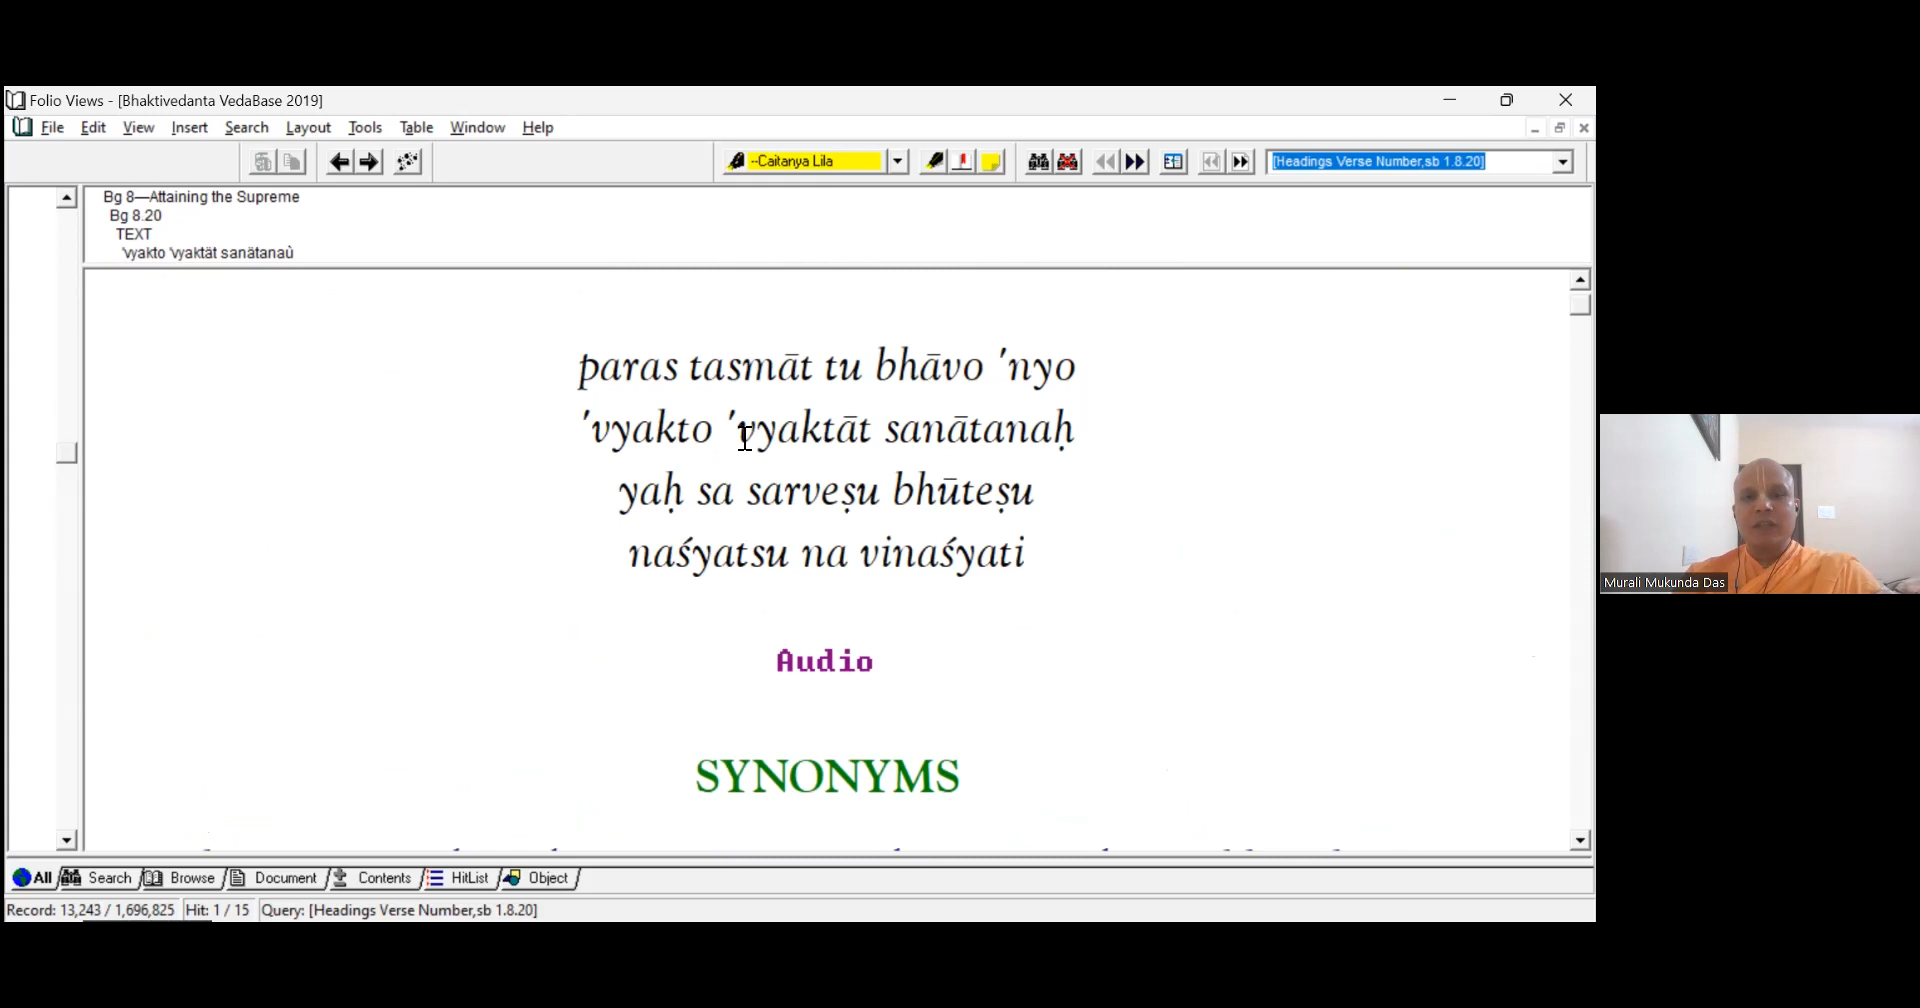 Folio Views - [Bhaktivedanta VedaBase 2019]
File Edit View Insert Search Layout Tools Table Window Help
--Caitanya Lila
[Headings Verse Number,sb 1.8.20]
Bg 8—Attaining the Supreme
Bg 8.20
TEXT
'vyakto 'vyaktät sanätanaù
paras tasmāt tu bhāvo 'nyo
'vyakto 'vyaktāt sanātanaḥ
yaḥ sa sarveṣu bhūteṣu
naśyatsu na vinaśyati
Audio
SYNONYMS
Murali Mukunda Das
All Search Browse Document Contents HitList Object
Record: 13,243 / 1,696,825 Hit: 1 / 15 Query: [Headings Verse Number,sb 1.8.20]